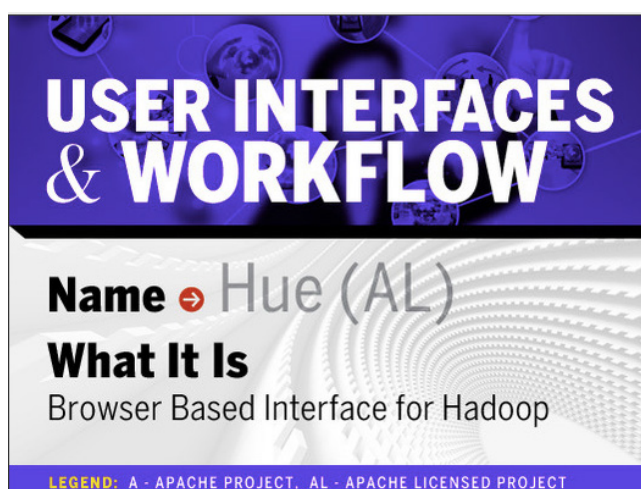 USER INTERFACES
& WORKFLOW
Name Hue (AL)
What It Is
Browser Based Interface for Hadoop
LEGEND: A - APACHE PROJECT, AL - APACHE LICENSED PROJECT